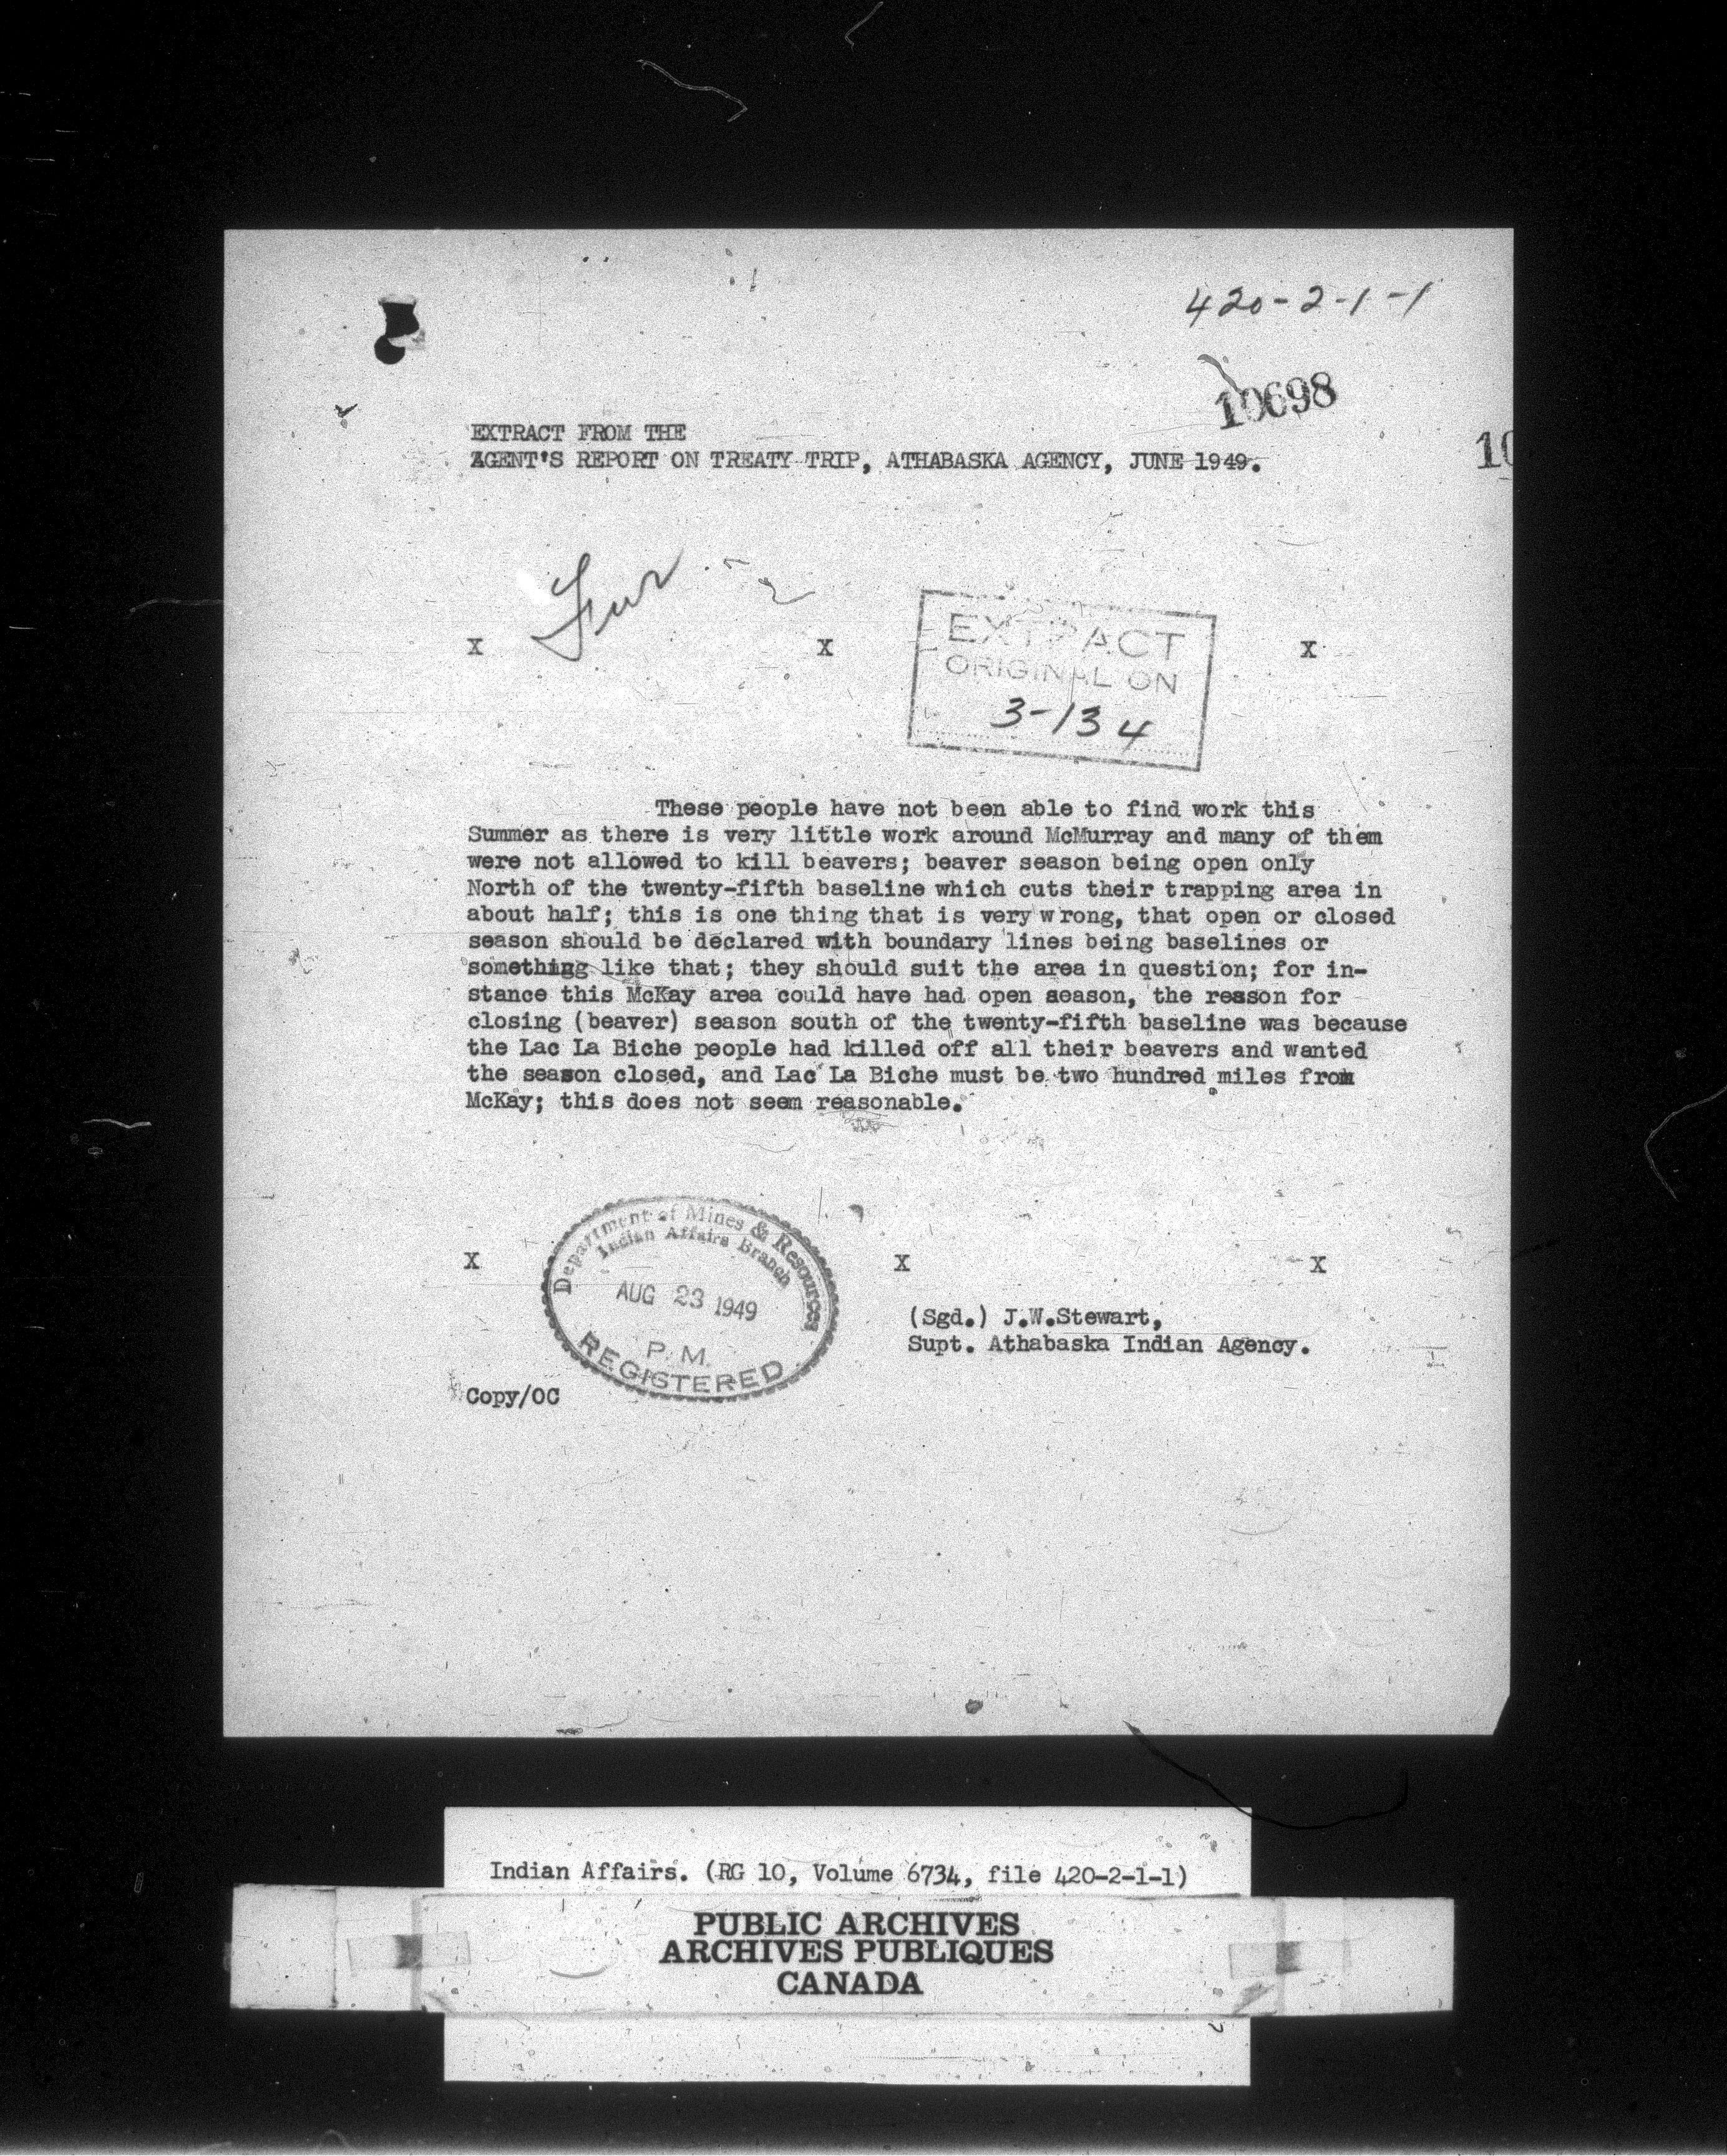 420-2-1-1
10698
10
EXTRACT FROM THE
AGENT'S REPORT ON TREATY TRIP, ATHABASKA AGENCY, JUNE 1949.
Fur
X X X
EXTRACT
ORIGINAL ON
3-134
These people have not been able to find work this
Summer as there is very little work around McMurray and many of them
were not allowed to kill beavers; beaver season being open only
North of the twenty-fifth baseline which cuts their trapping area in
about half; this is one thing that is very wrong, that open or closed
season should be declared with boundary lines being baselines or
something like that; they should suit the area in question; for in-
stance this McKay area could have had open season, the reason for
closing (beaver) season south of the twenty-fifth baseline was because
the Lac La Biche people had killed off all their beavers and wanted
the season closed, and Lac La Biche must be two hundred miles from
McKay; this does not seem reasonable.
X X X
Department of Mines & Resources
Indian Affairs Branch
AUG 23 1949
P.M.
REGISTERED
(Sgd.) J.W.Stewart,
Supt. Athabaska Indian Agency.
Copy/OC
Indian Affairs. (RG 10, Volume 6734, file 420-2-1-1)
PUBLIC ARCHIVES
ARCHIVES PUBLIQUES
CANADA